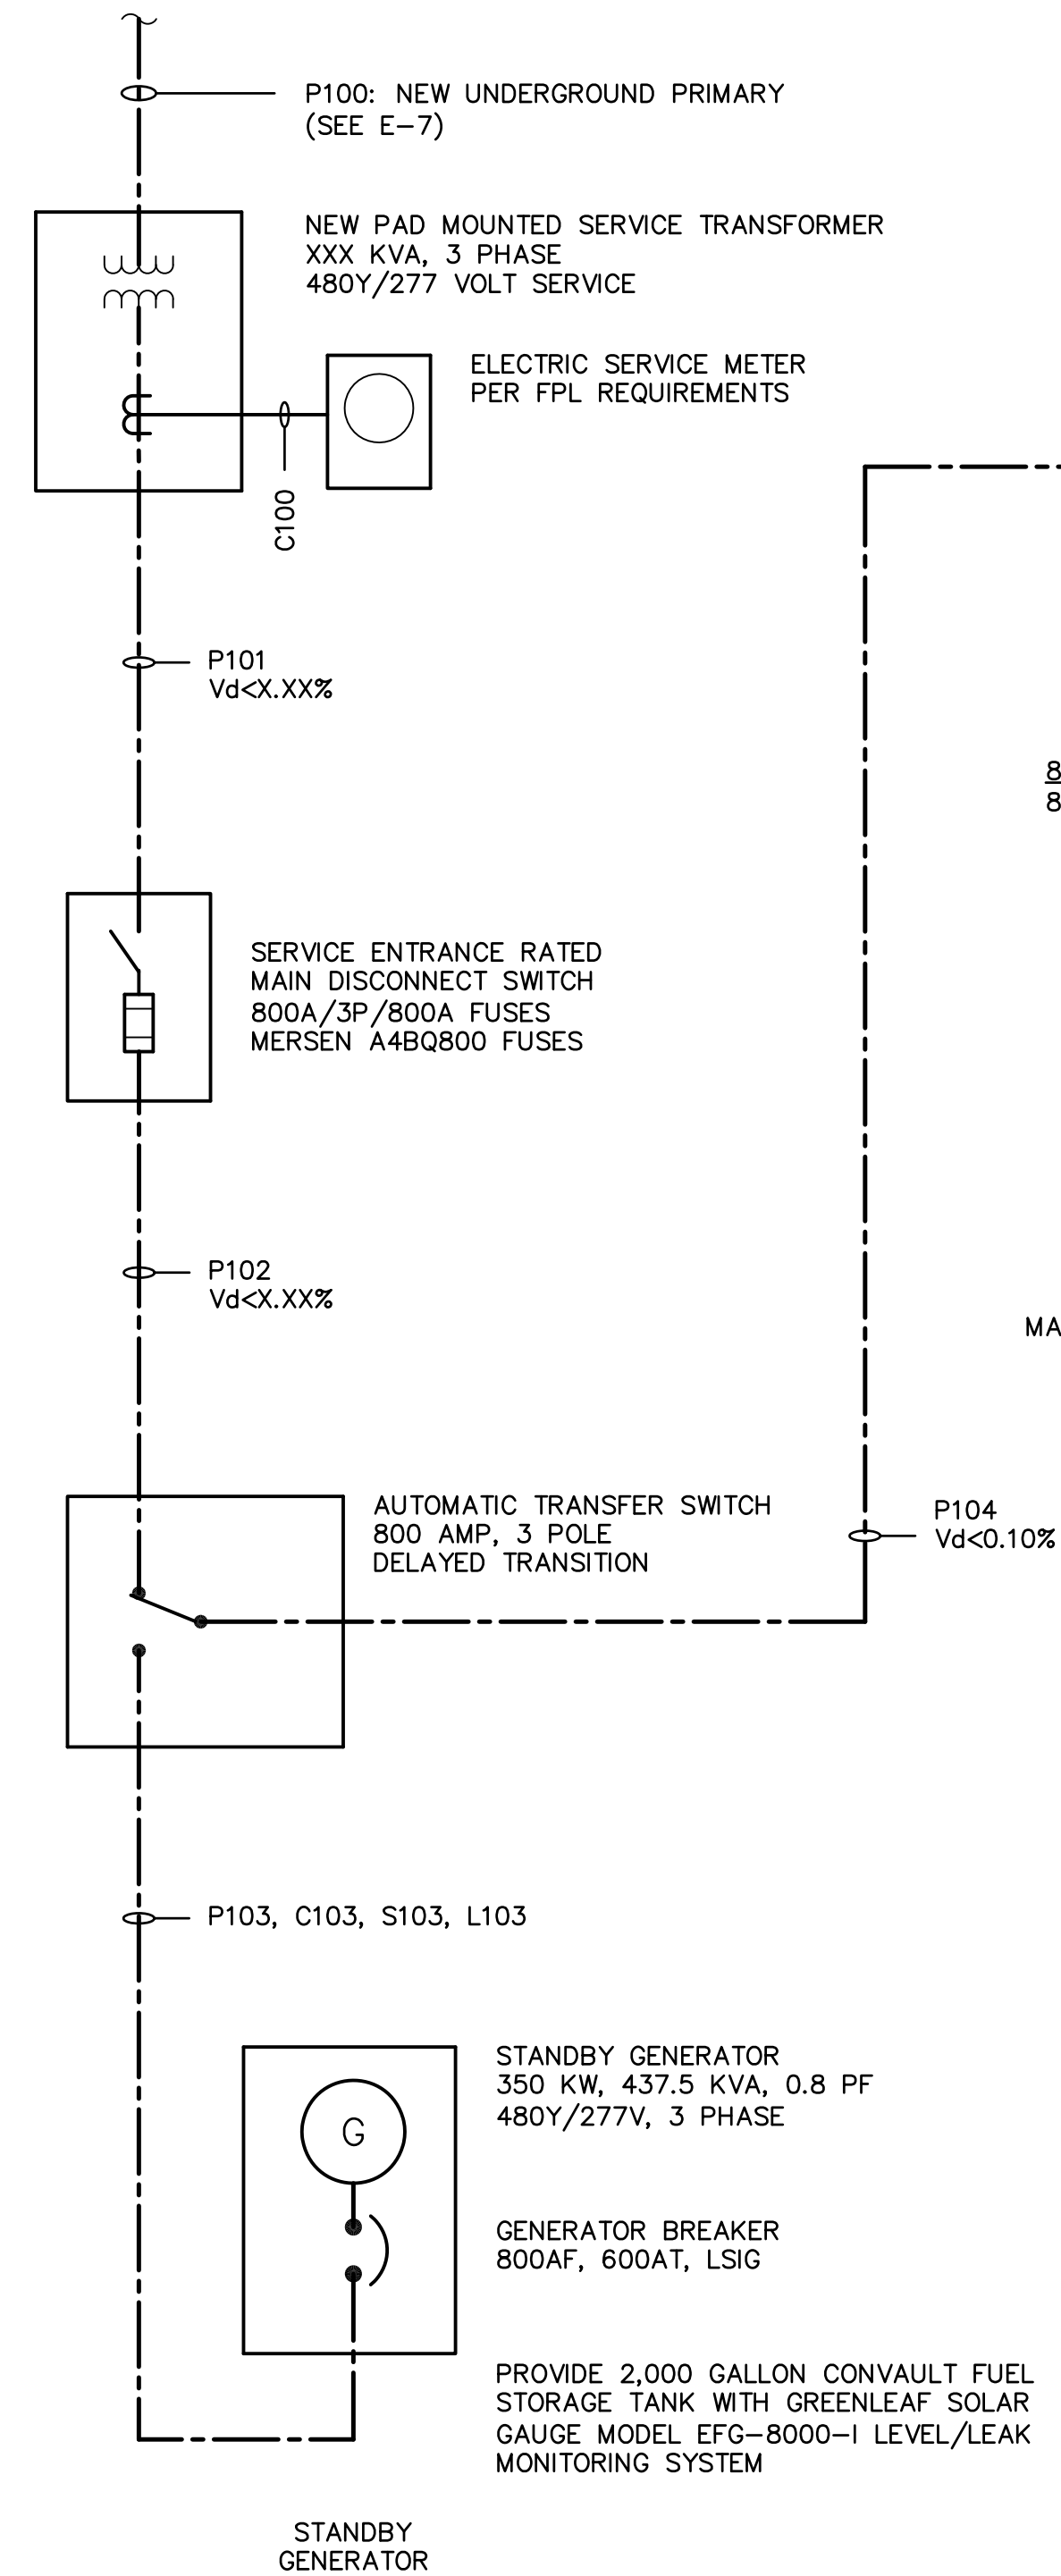 P100: NEW UNDERGROUND PRIMARY
(SEE E-7)
NEW PAD MOUNTED SERVICE TRANSFORMER
XXX KVA, 3 PHASE
480Y/277 VOLT SERVICE
ELECTRIC SERVICE METER
PER FPL REQUIREMENTS
C100
P101
Vd<X.XX%
8
8
SERVICE ENTRANCE RATED
MAIN DISCONNECT SWITCH
800A/3P/800A FUSES
MERSEN A4BQ800 FUSES
P102
Vd<X.XX%
MA
AUTOMATIC TRANSFER SWITCH
800 AMP, 3 POLE
DELAYED TRANSITION
P104
Vd<0.10%
P103, C103, S103, L103
STANDBY GENERATOR
350 KW, 437.5 KVA, 0.8 PF
480Y/277V, 3 PHASE
G
GENERATOR BREAKER
800AF, 600AT, LSIG
PROVIDE 2,000 GALLON CONVAULT FUEL
STORAGE TANK WITH GREENLEAF SOLAR
GAUGE MODEL EFG-8000-I LEVEL/LEAK
MONITORING SYSTEM
STANDBY
GENERATOR